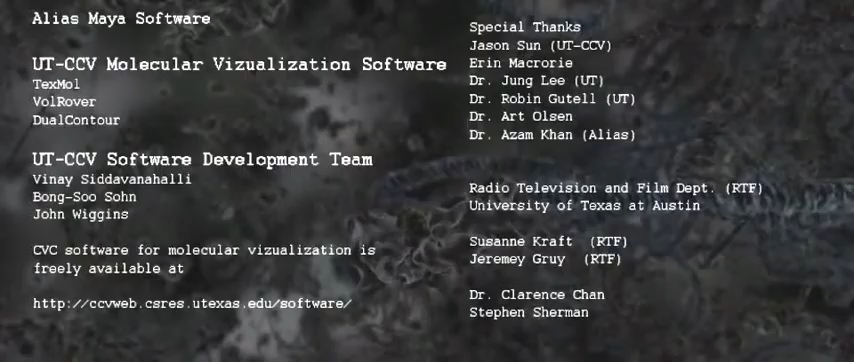 Alias Maya Software
UT-CCV Molecular Vizualization Software
TexMol
VolRover
DualContour
UT-CCV Software Development Team
Vinay Siddavanahalli
Bong-Soo Sohn
John Wiggins
CVC software for molecular vizualization is
freely available at
http://ccvweb.csres.utexas.edu/software/
Special Thanks
Jason Sun (UT-CCV)
Erin Macrorie
Dr. Jung Lee (UT)
Dr. Robin Gutell (UT)
Dr. Art Olsen
Dr. Azam Khan (Alias)
Radio Television and Film Dept. (RTF)
University of Texas at Austin
Susanne Kraft (RTF)
Jeremey Gruy (RTF)
Dr. Clarence Chan
Stephen Sherman